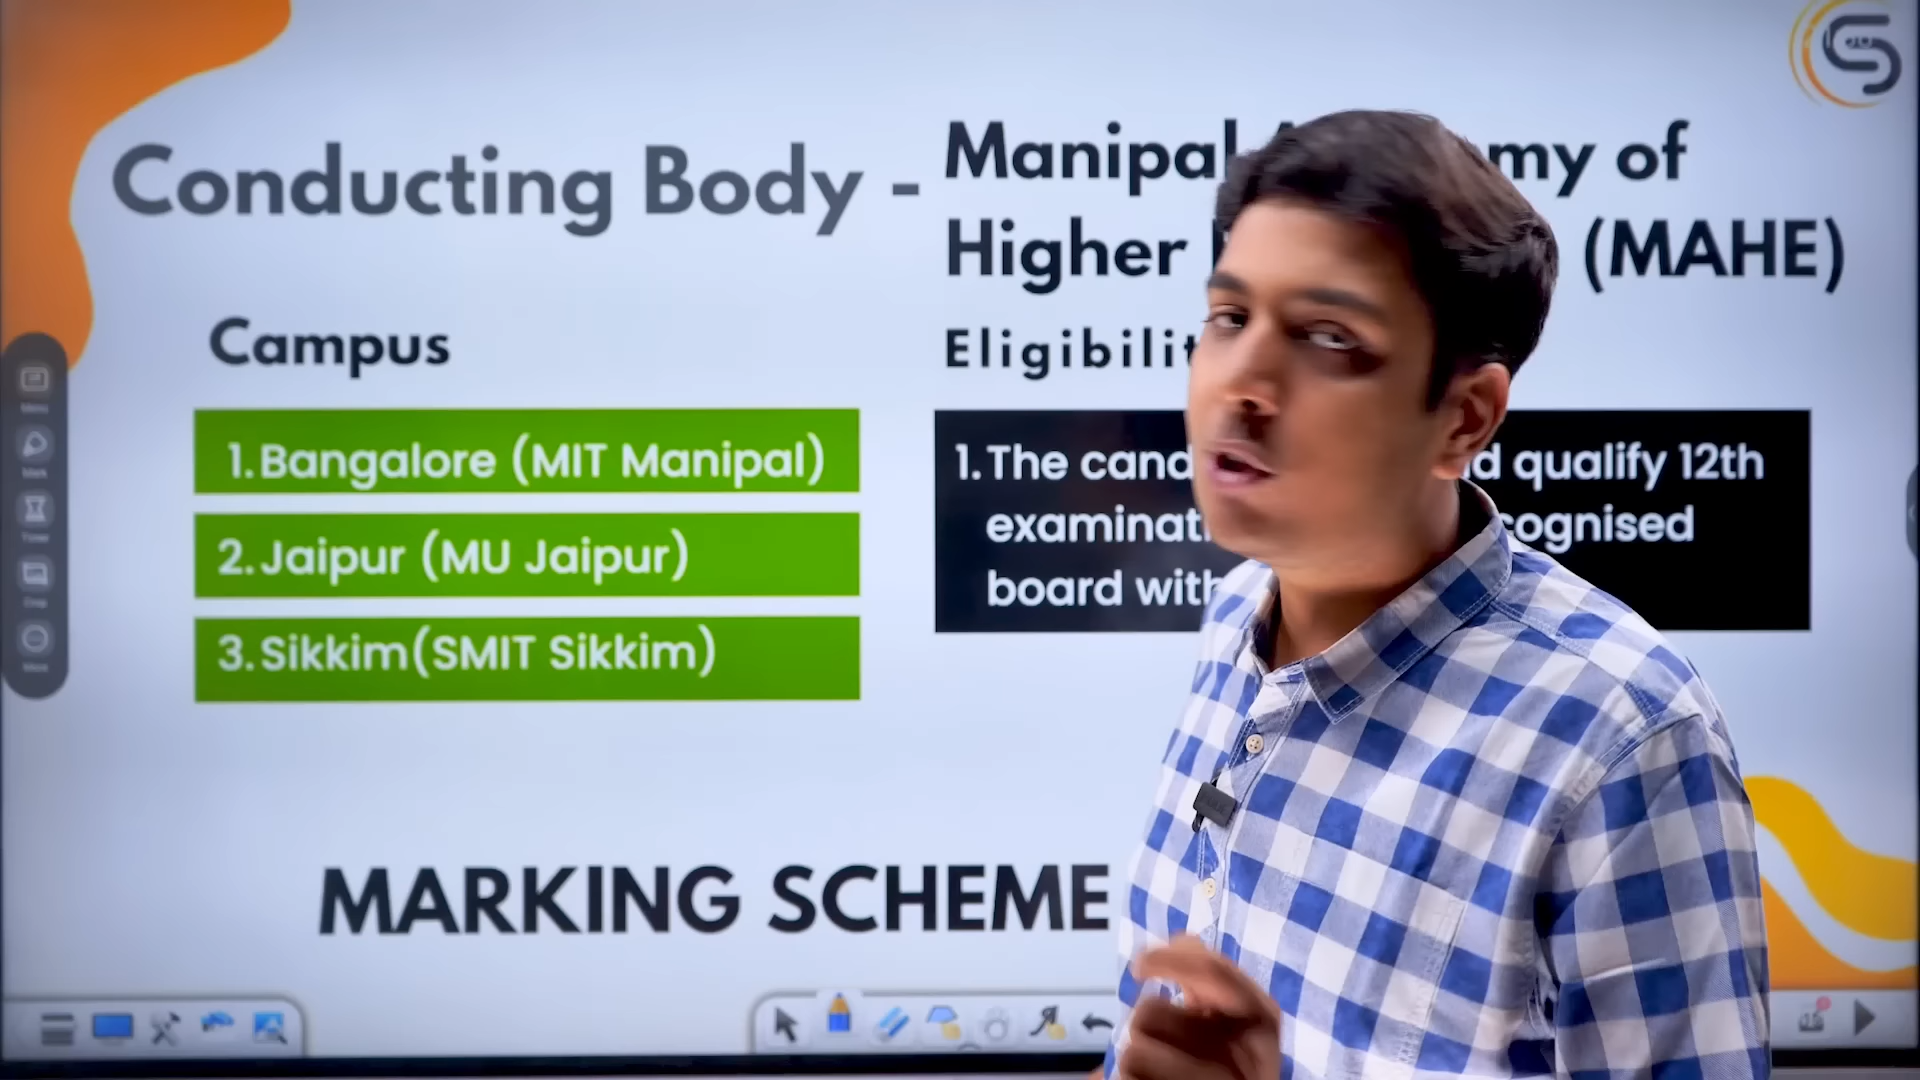 Conducting Body -
Manipal my of
Higher (MAHE)
Campus
Eligibilit
1. Bangalore (MIT Manipal)
2. Jaipur (MU Jaipur)
3. Sikkim(SMIT Sikkim)
1. The cand d qualify 12th
examinati cognised
board with
MARKING SCHEME